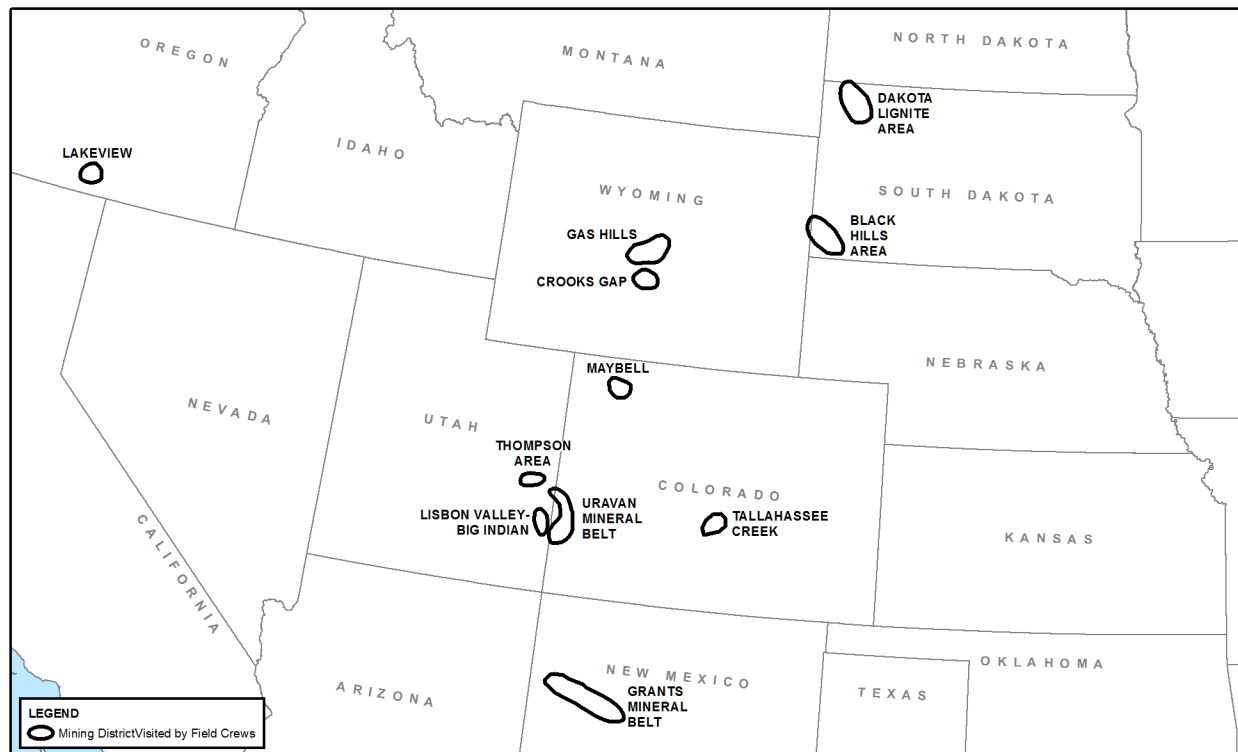 OREGON
MONTANA
NORTH DAKOTA
DAKOTA
LIGNITE
AREA
LAKEVIEW
IDAHO
WYOMING
SOUTH DAKOTA
GAS HILLS
BLACK
HILLS
AREA
CROOKS GAP
MAYBELL
NEBRASKA
NEVADA
UTAH
THOMPSON
AREA
COLORADO
LISBON VALLEY-
BIG INDIAN
URAVAN
MINERAL
BELT
TALLAHASSEE
CREEK
KANSAS
CALIFORNIA
ARIZONA
NEW MEXICO
GRANTS
MINERAL
BELT
OKLAHOMA
TEXAS
LEGEND
Mining DistrictVisited by Field Crews